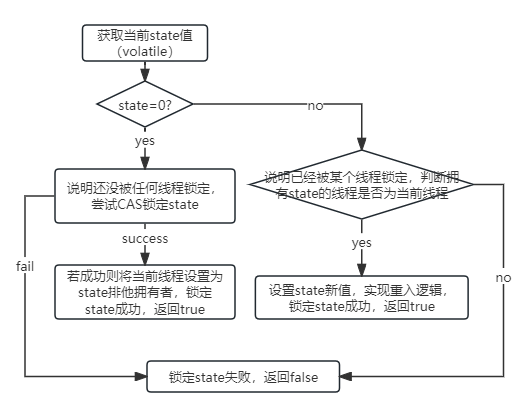 获取当前state值
（volatile）
state=0?
no
yes
说明还没被任何线程锁定，
尝试CAS锁定state
说明已经被某个线程锁定，判断拥
有state的线程是否为当前线程
success
yes
fail
no
若成功则将当前线程设置为
state排他拥有者，锁定
state成功，返回true
设置state新值，实现重入逻辑，
锁定state成功，返回true
锁定state失败，返回false